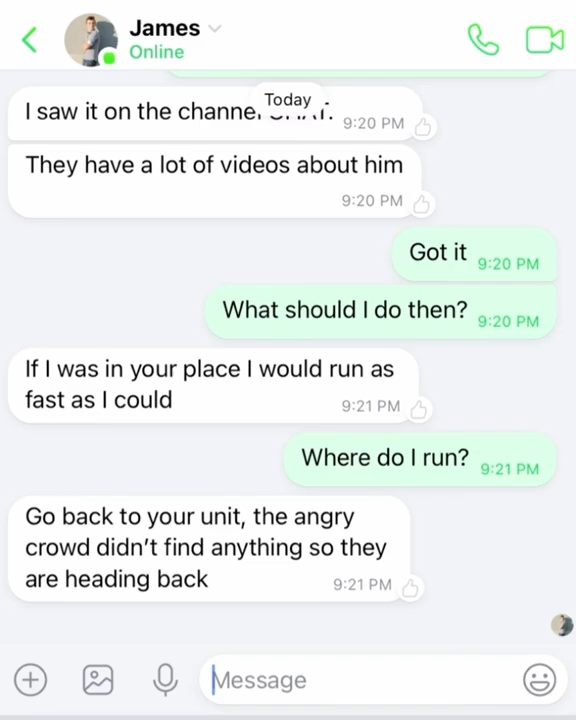 James
Online
Today
I saw it on the channel
9:20 PM
They have a lot of videos about him
9:20 PM
Got it
9:20 PM
What should I do then?
9:20 PM
If I was in your place I would run as
fast as I could
9:21 PM
Where do I run?
9:21 PM
Go back to your unit, the angry
crowd didn't find anything so they
are heading back
9:21 PM
Message